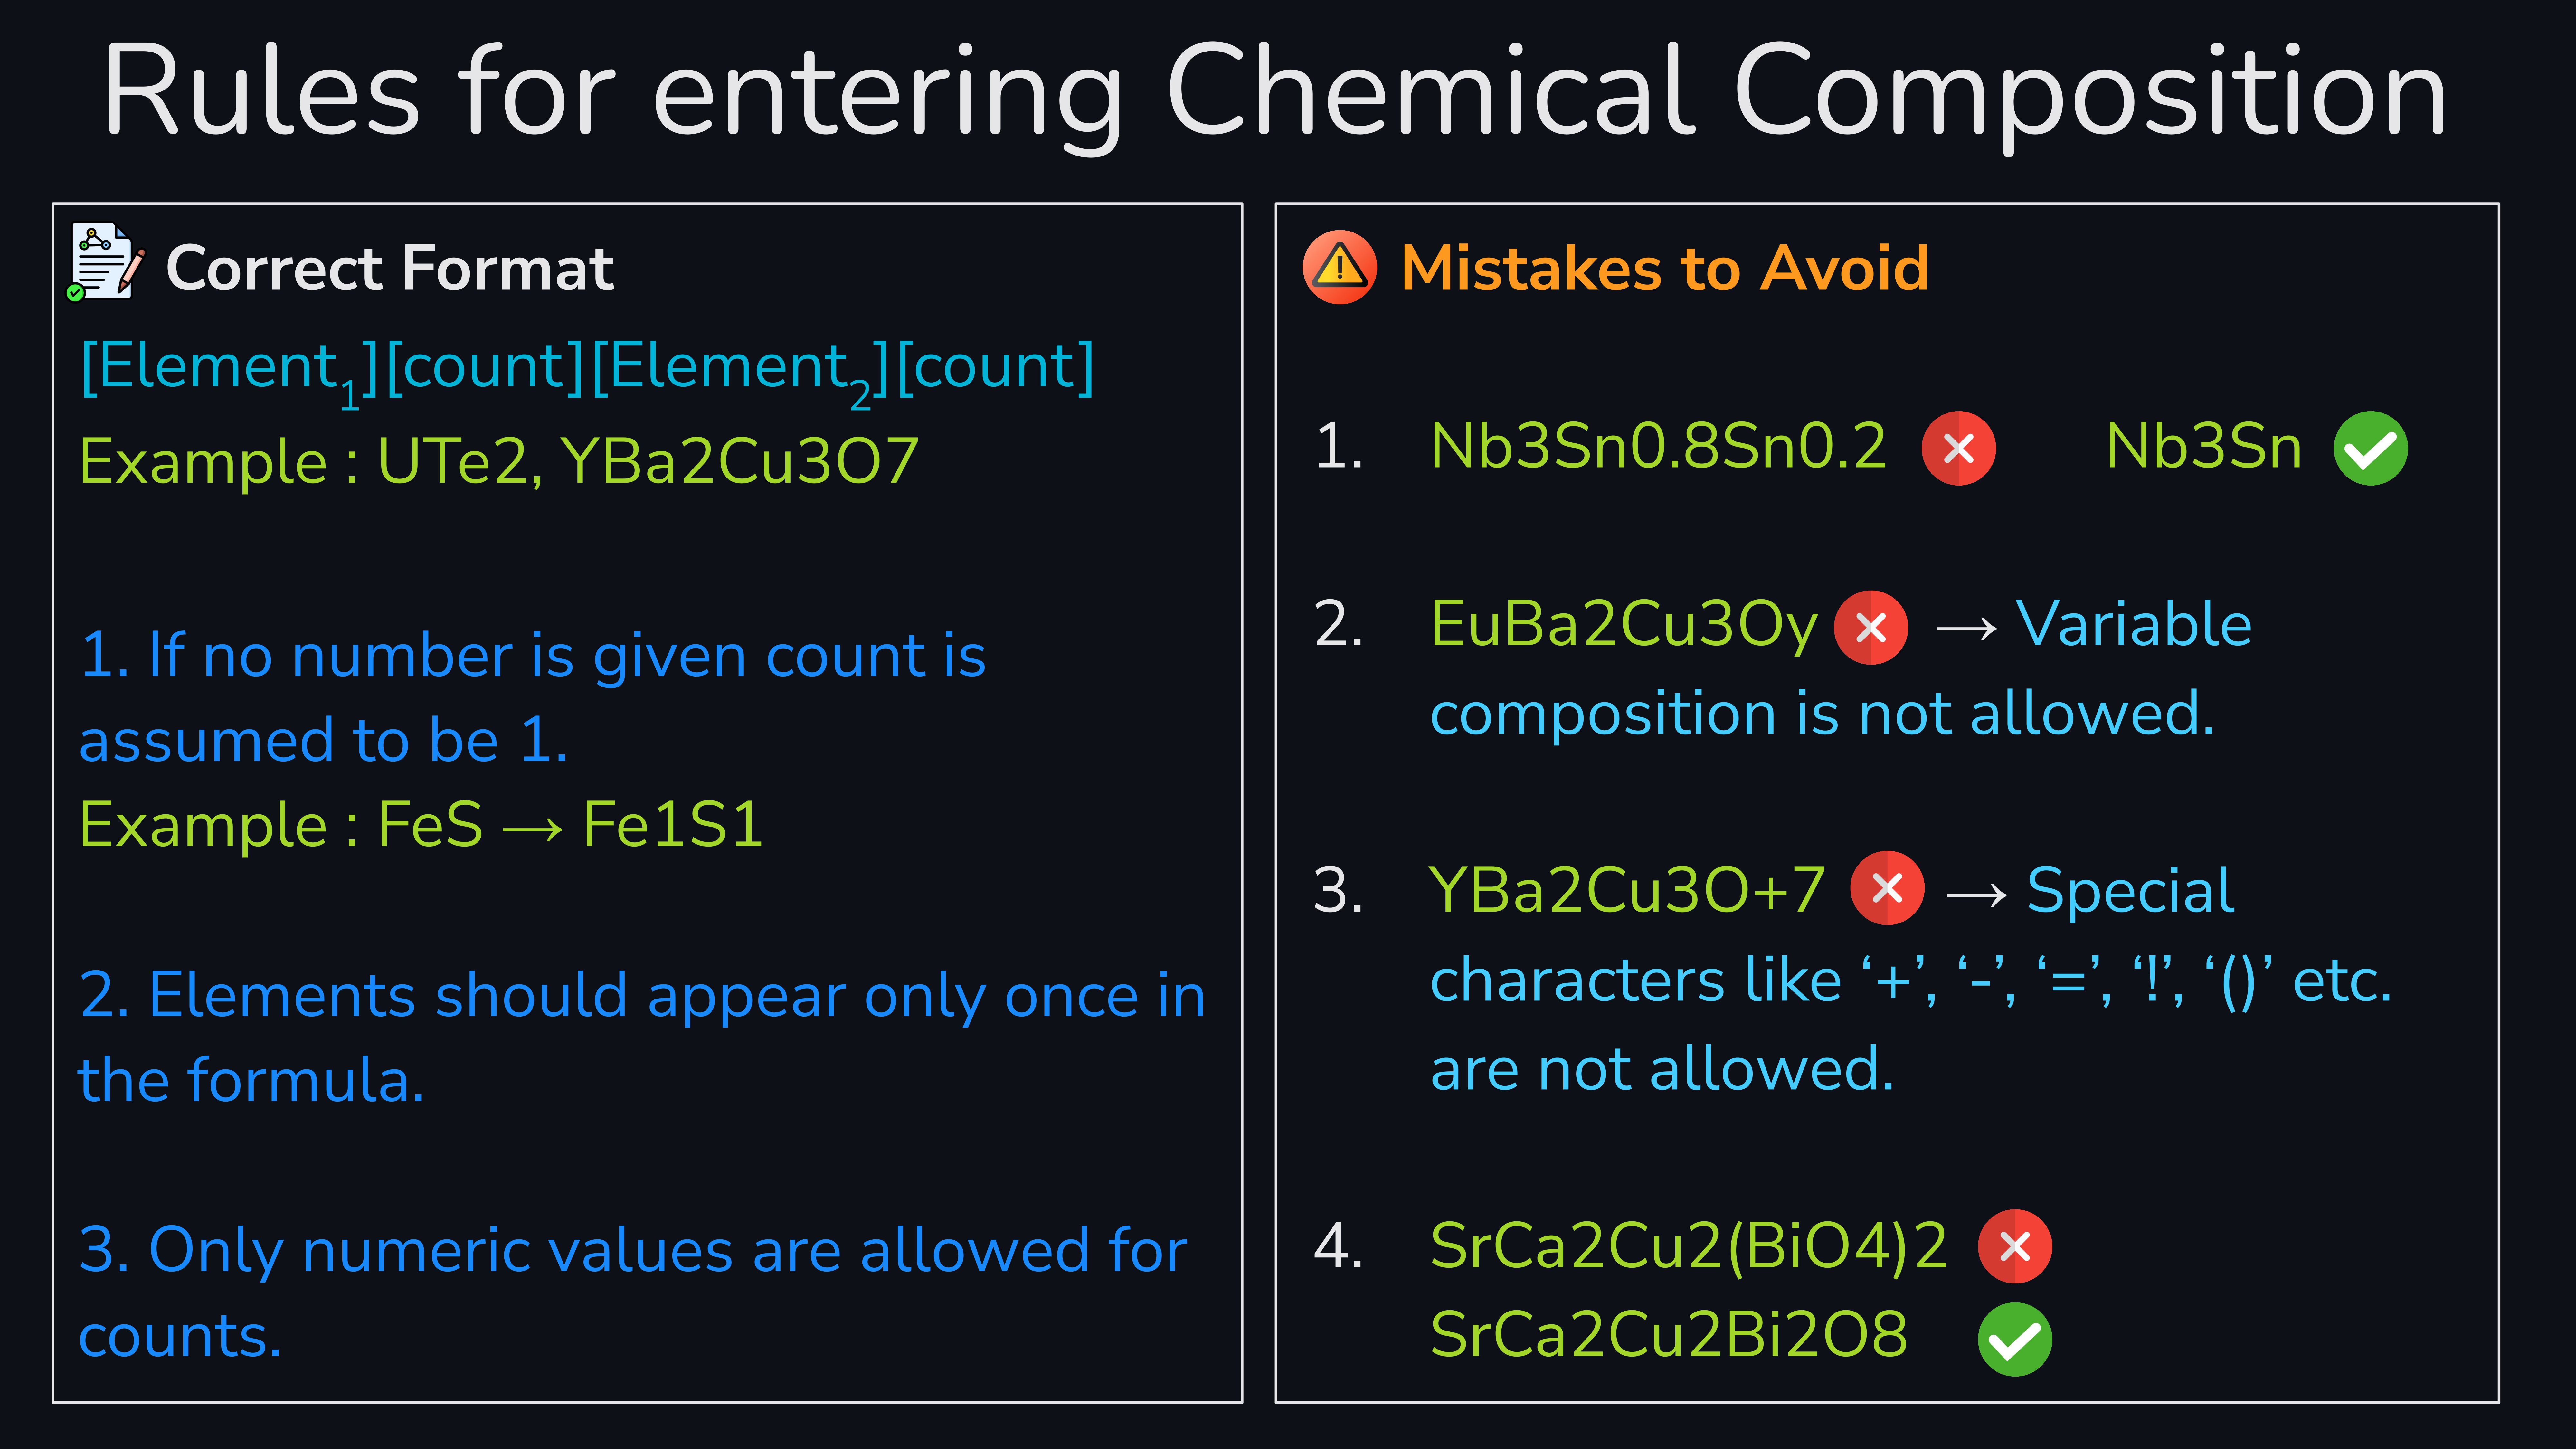 Rules for entering Chemical Composition
Correct Format
[Element1][count][Element2][count]
Example : UTe2, YBa2Cu3O7
1. If no number is given count is
assumed to be 1.
Example : FeS → Fe1S1
2. Elements should appear only once in
the formula.
3. Only numeric values are allowed for
counts.
Mistakes to Avoid
1. Nb3Sn0.8Sn0.2 Nb3Sn
2. EuBa2Cu3Oy → Variable
composition is not allowed.
3. YBa2Cu3O+7 → Special
characters like ‘+’, ‘-’, ‘=’, ‘!’, ‘()’ etc.
are not allowed.
4. SrCa2Cu2(BiO4)2
SrCa2Cu2Bi2O8